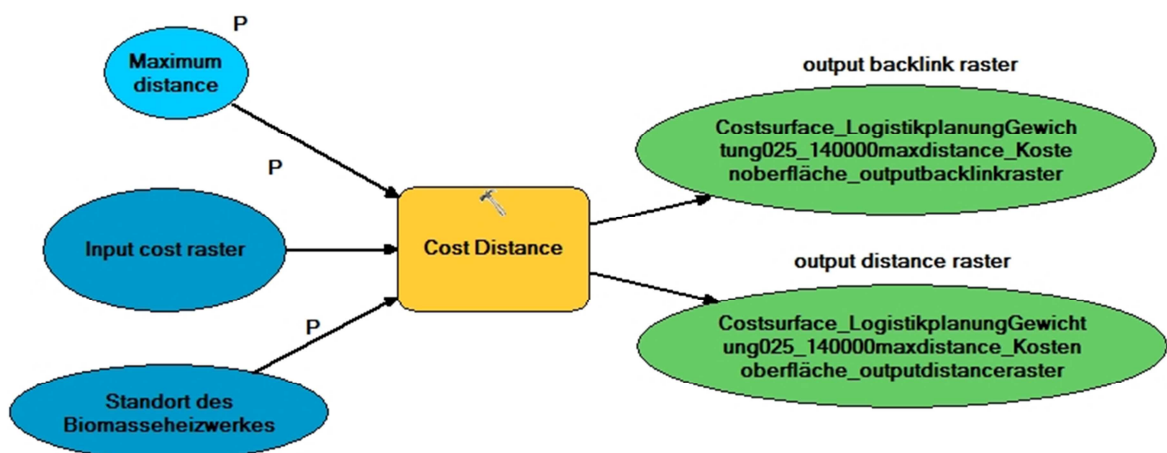 P
Maximum
distance
P
Input cost raster
P
Standort des
Biomasseheizwerkes
Cost Distance
output backlink raster
Costsurface_LogistikplanungGewich
tung025_140000maxdistance_Koste
noberfläche_outputbacklinkraster
output distance raster
Costsurface_LogistikplanungGewicht
ung025_140000maxdistance_Kosten
oberfläche_outputdistanceraster